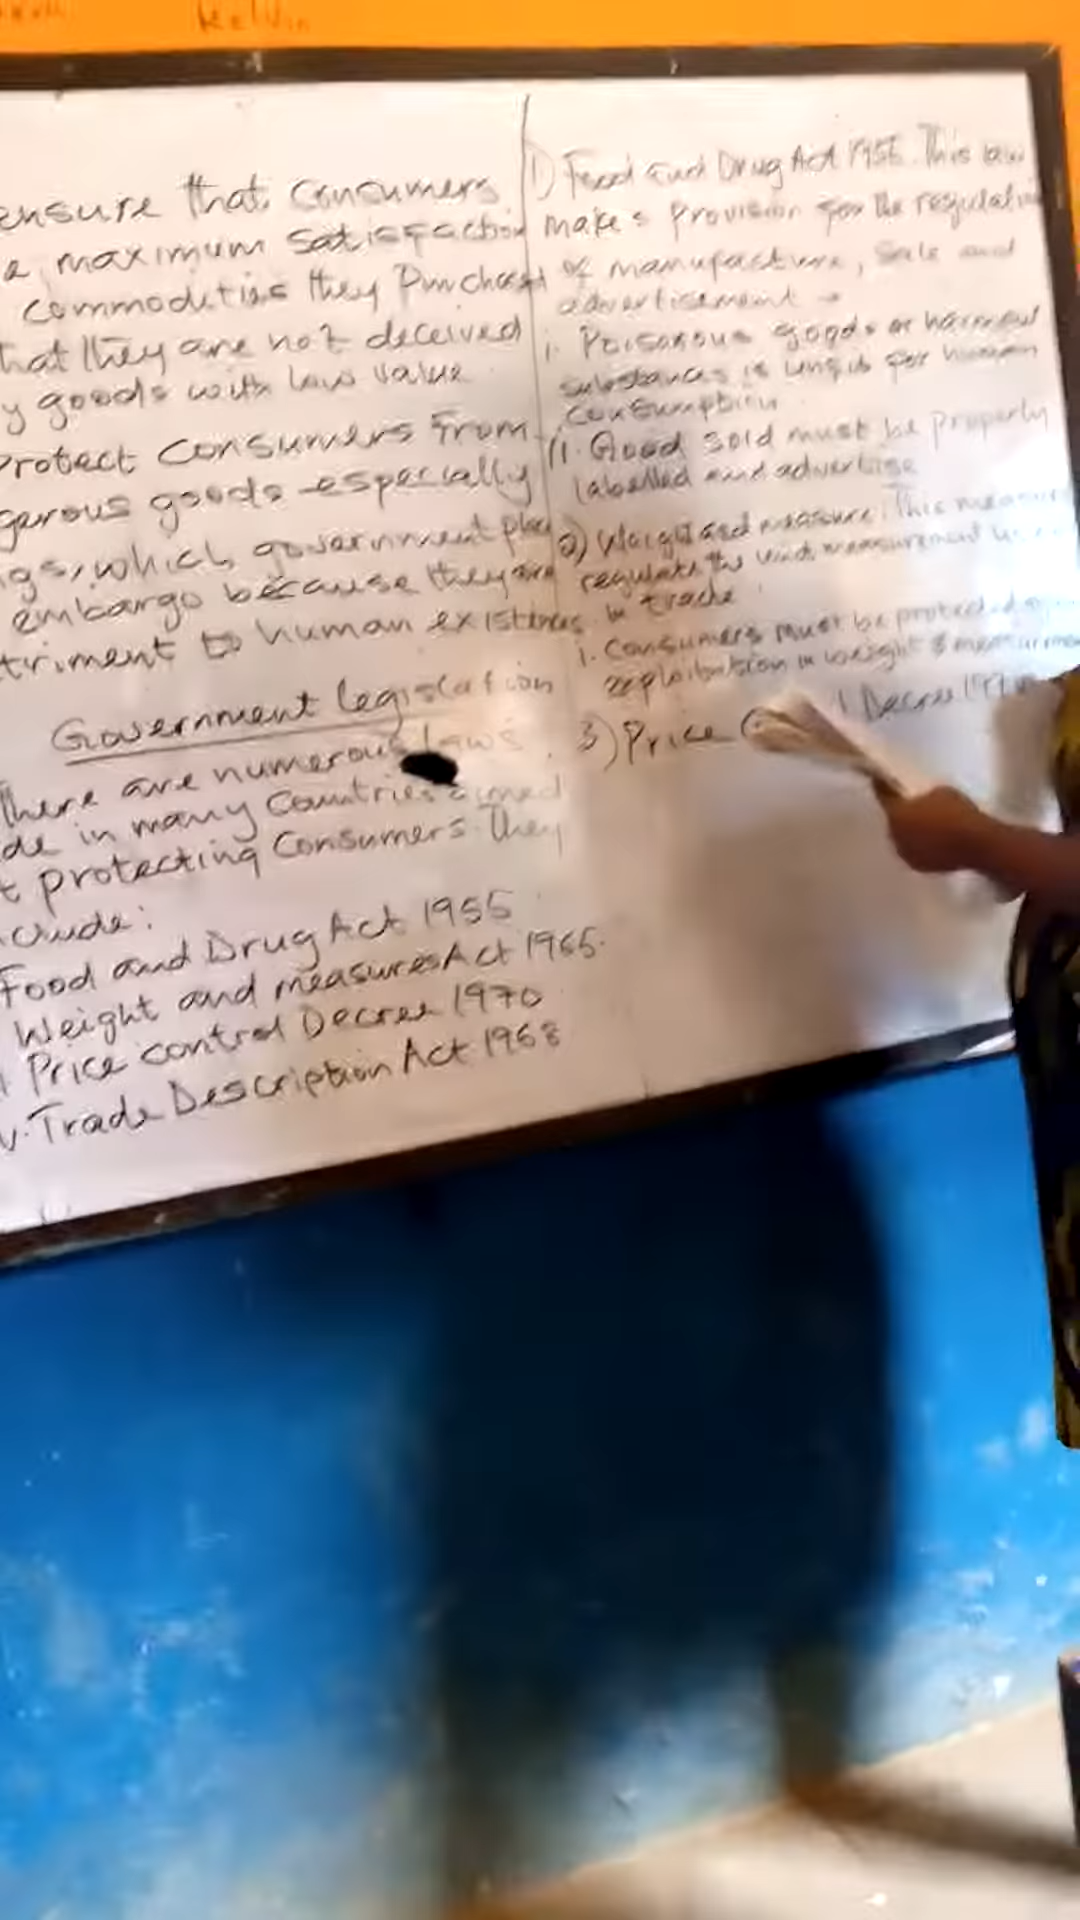 Kelvin
ensure that consumers
a maximum satisfaction
commodities they Purchase
hat they are not deceived
y goods with low value
Protect consumers from
gerous goods especially
gs, which government place
embargo because they are
triment to human existence
Government legislation
There are numerous laws
de in many countries aimed
t protecting consumers. They
clude:
Food and Drug Act 1955
Weight and measures Act 1965.
Price control Decree 1970
v. Trade Description Act 1968
1) Food and Drug Act 1955. This law
makes Provision for the regulation
of manufacture, Sale and
advertisement
i. Poisonous goods or harmful
substances is unfit for human
consumption
ii. Good sold must be properly
labelled and advertise
2) Weight and measure: This measure
regulate the measurement
in trade
i. Consumers must be protected
in weight & measurement
3) Price Decree 197